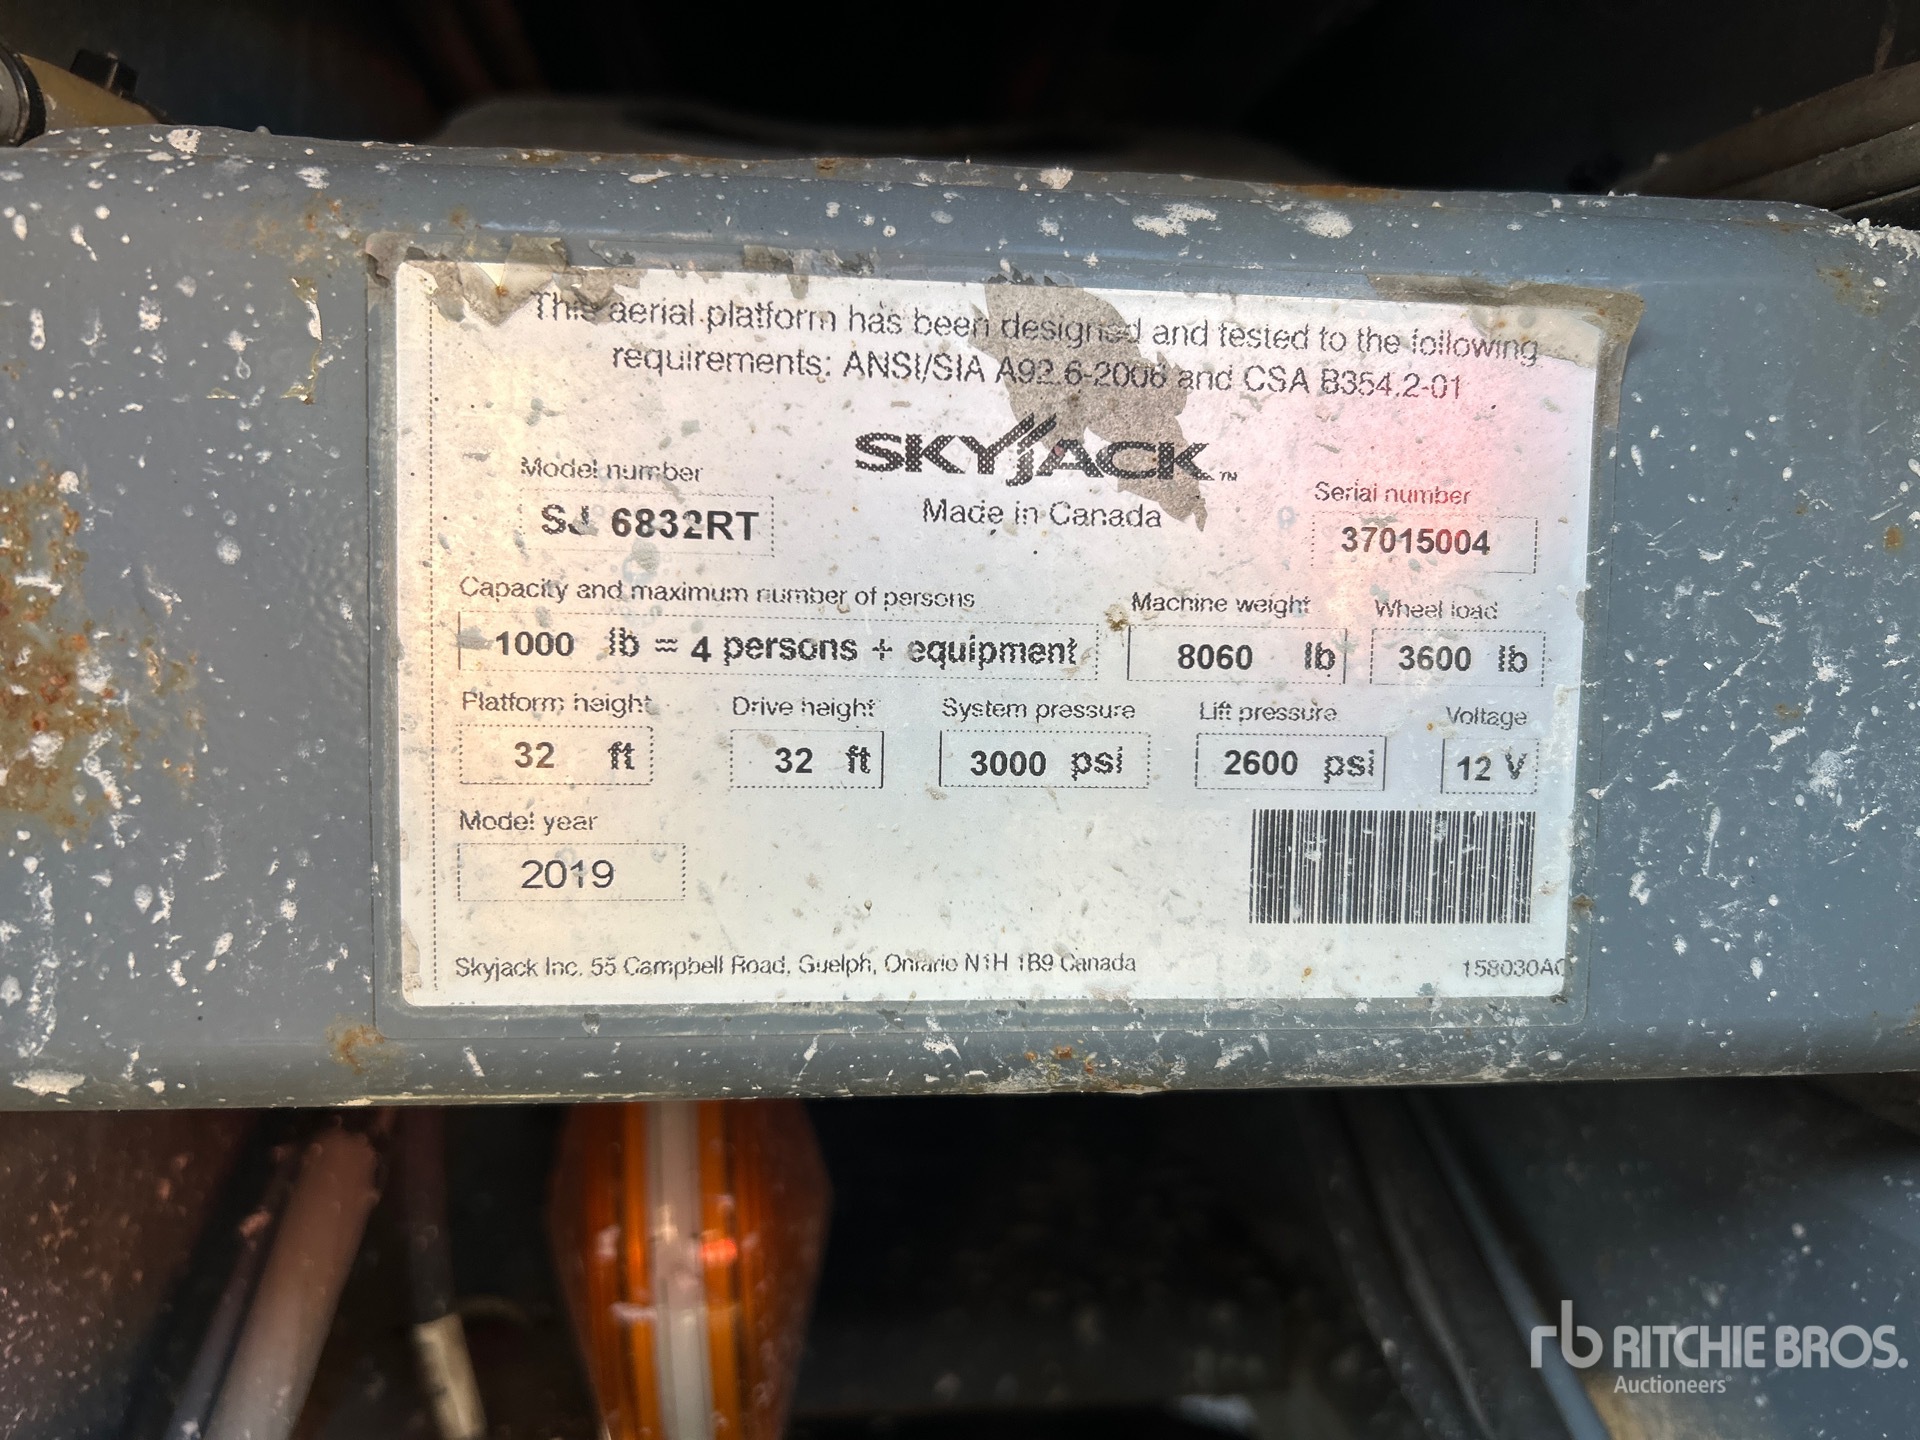 This aerial platform has been designed and tested to the following
requirements: ANSI/SIA A92.6-2006 and CSA B354.2-01
SKYJACK™
Made in Canada
Model number
SJ 6832RT
Serial number
37015004
Capacity and maximum number of persons
1000 lb = 4 persons + equipment
Machine weight
8060 lb
Wheel load
3600 lb
Platform height
32 ft
Drive height
32 ft
System pressure
3000 psi
Lift pressure
2600 psi
Voltage
12 V
Model year
2019
Skyjack Inc. 55 Campbell Road, Guelph, Ontario N1H 1B9 Canada
rb RITCHIE BROS.
Auctioneers